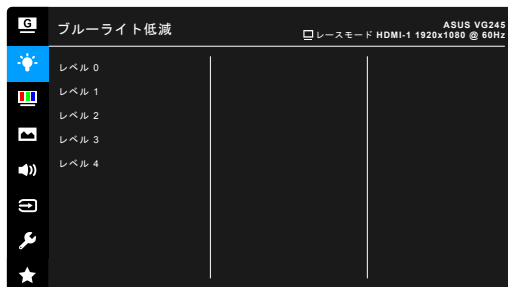 G
ブルーライト低減
ASUS VG245
レースモード HDMI-1 1920x1080 @ 60Hz
レベル 0
レベル 1
レベル 2
レベル 3
レベル 4